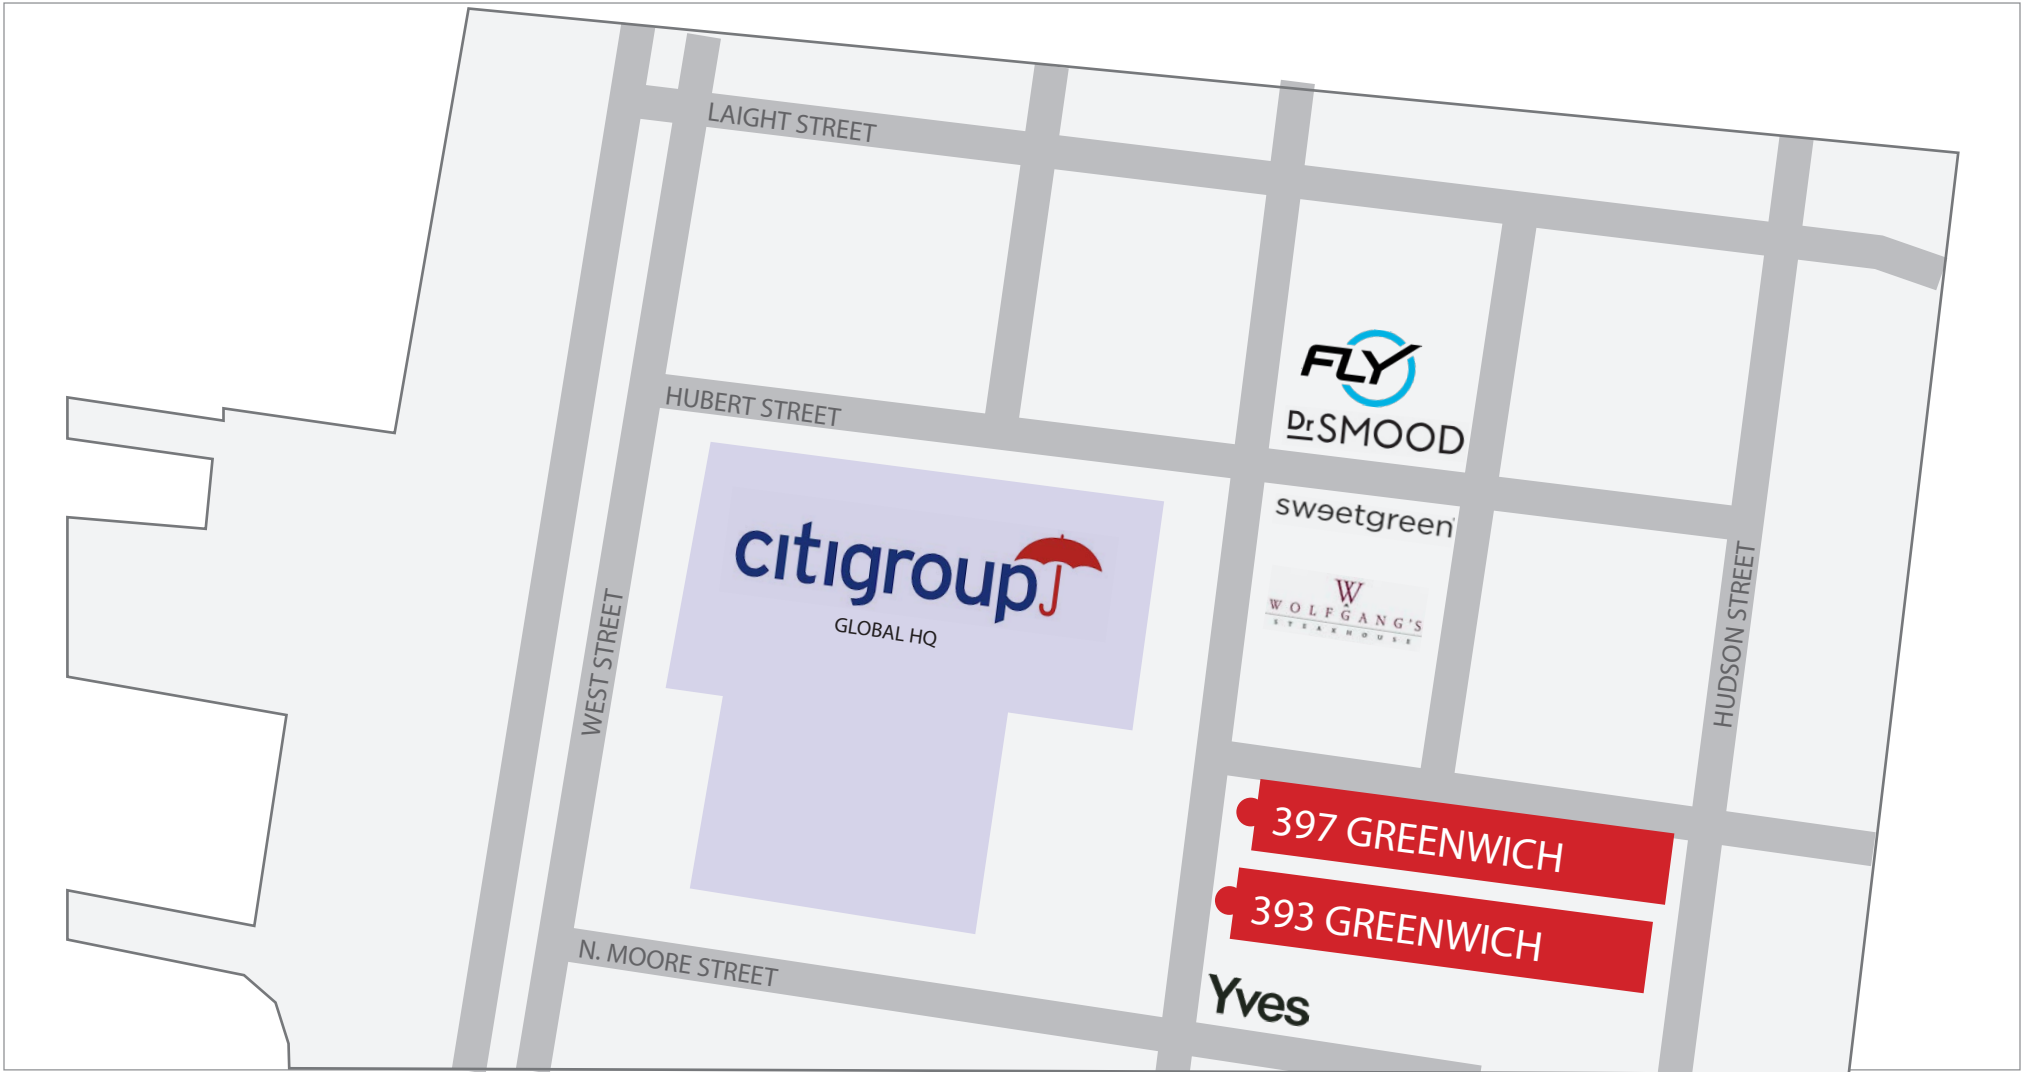 LAIGHT STREET
FLY
Dr SMOOD
HUBERT STREET
sweetgreen
citigroup
GLOBAL HQ
W
WOLFGANG'S
STEAKHOUSE
WEST STREET
HUDSON STREET
397 GREENWICH
393 GREENWICH
N. MOORE STREET
Yves